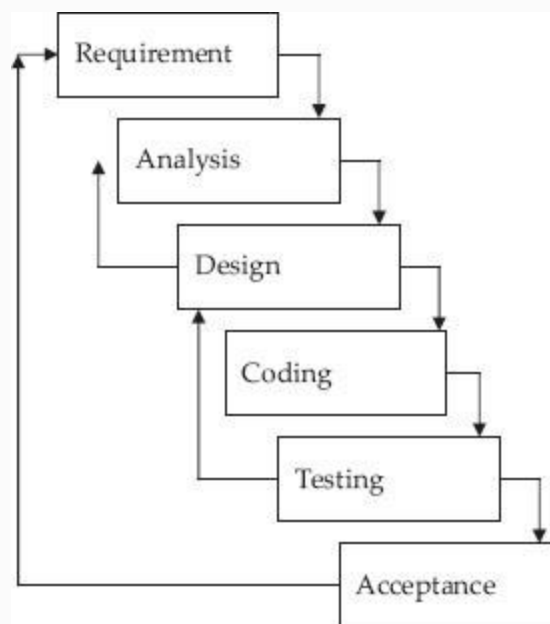 Requirement
Analysis
Design
Coding
Testing
Acceptance